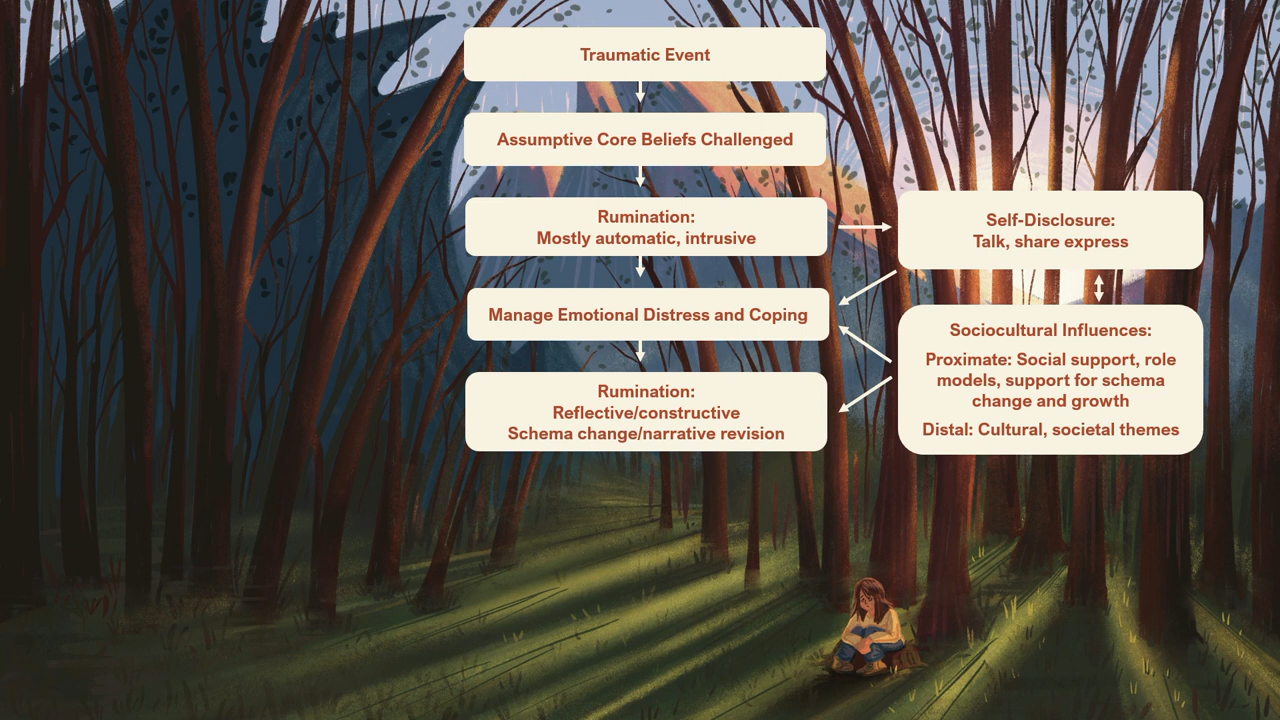 Traumatic Event
Assumptive Core Beliefs Challenged
Rumination:
Mostly automatic, intrusive
Self-Disclosure:
Talk, share express
Manage Emotional Distress and Coping
Sociocultural Influences:
Proximate: Social support, role
models, support for schema
change and growth
Distal: Cultural, societal themes
Rumination:
Reflective/constructive
Schema change/narrative revision